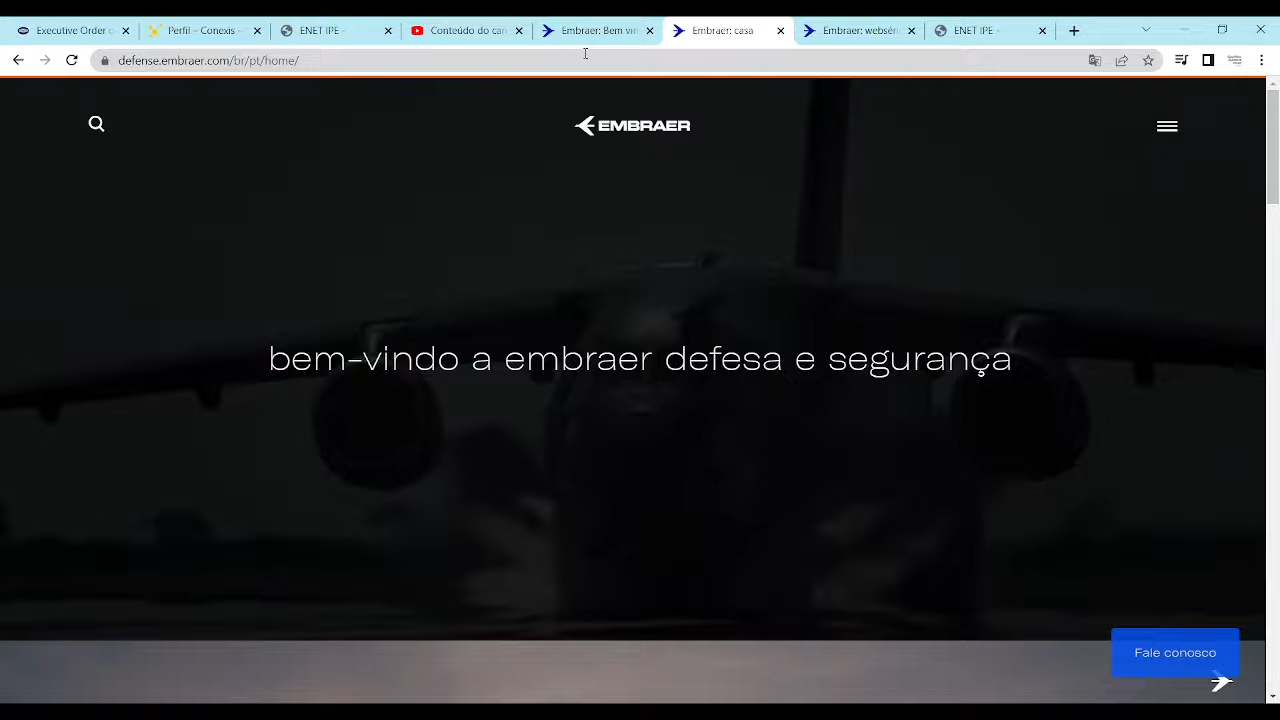 Executive Order o
Perfil – Conexis –
ENET IPE -
Conteúdo do can
Embraer: Bem vin
Embraer: casa
Embraer: websérie
ENET IPE -
defense.embraer.com/br/pt/home/
EMBRAER
bem-vindo a embraer defesa e segurança
Fale conosco